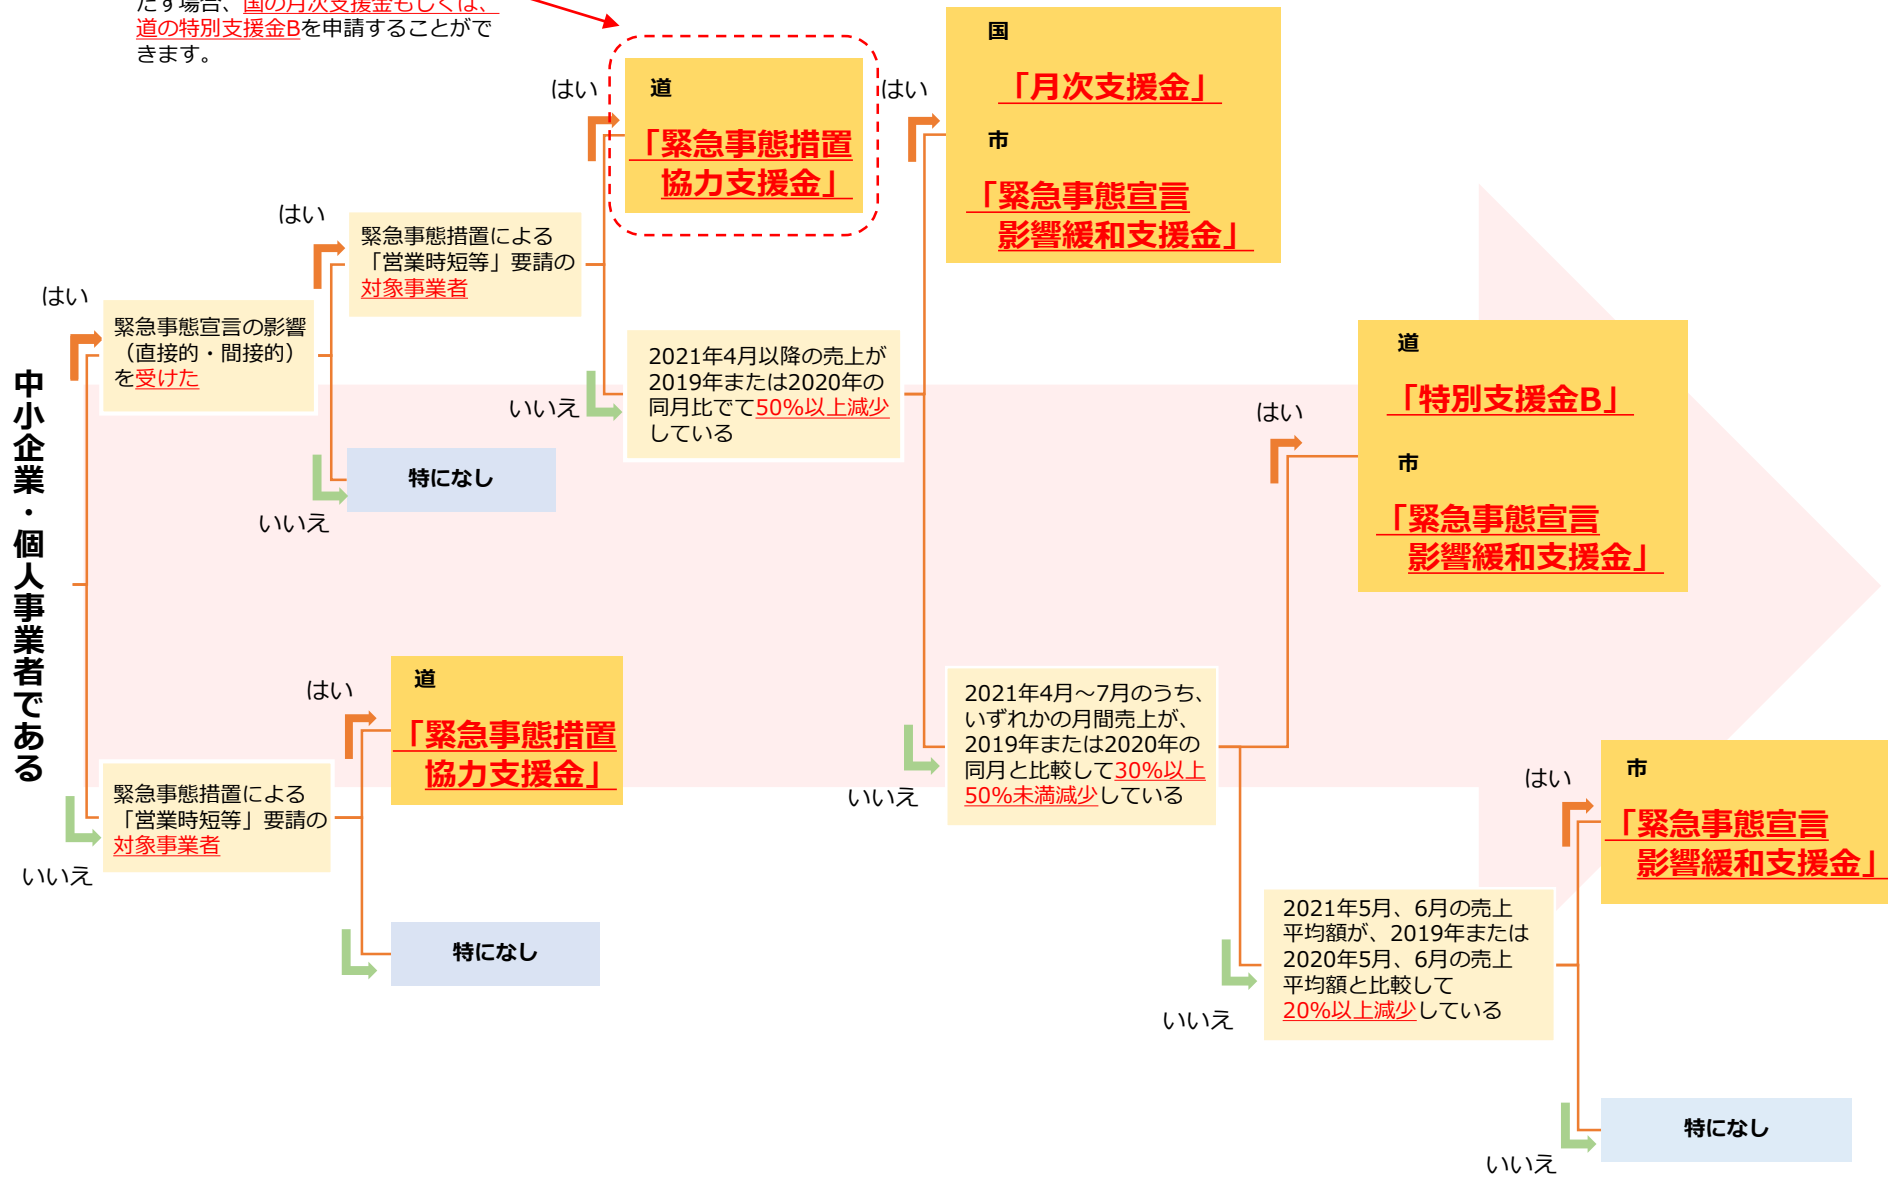 たす場合、国の月次支援金もしくは、
道の特別支援金Bを申請することがで
きます。
中小企業・個人事業者である
はい
緊急事態宣言の影響
（直接的・間接的）
を受けた
はい
緊急事態措置による
「営業時短等」要請の
対象事業者
はい
道
「緊急事態措置
協力支援金」
いいえ
2021年4月以降の売上が
2019年または2020年の
同月比でて50%以上減少
している
はい
国
「月次支援金」
市
「緊急事態宣言
影響緩和支援金」
いいえ
2021年4月～7月のうち、
いずれかの月間売上が、
2019年または2020年の
同月と比較して30%以上
50%未満減少している
はい
道
「特別支援金B」
市
「緊急事態宣言
影響緩和支援金」
いいえ
2021年5月、6月の売上
平均額が、2019年または
2020年5月、6月の売上
平均額と比較して
20%以上減少している
はい
市
「緊急事態宣言
影響緩和支援金」
いいえ
特になし
いいえ
特になし
いいえ
緊急事態措置による
「営業時短等」要請の
対象事業者
はい
道
「緊急事態措置
協力支援金」
特になし